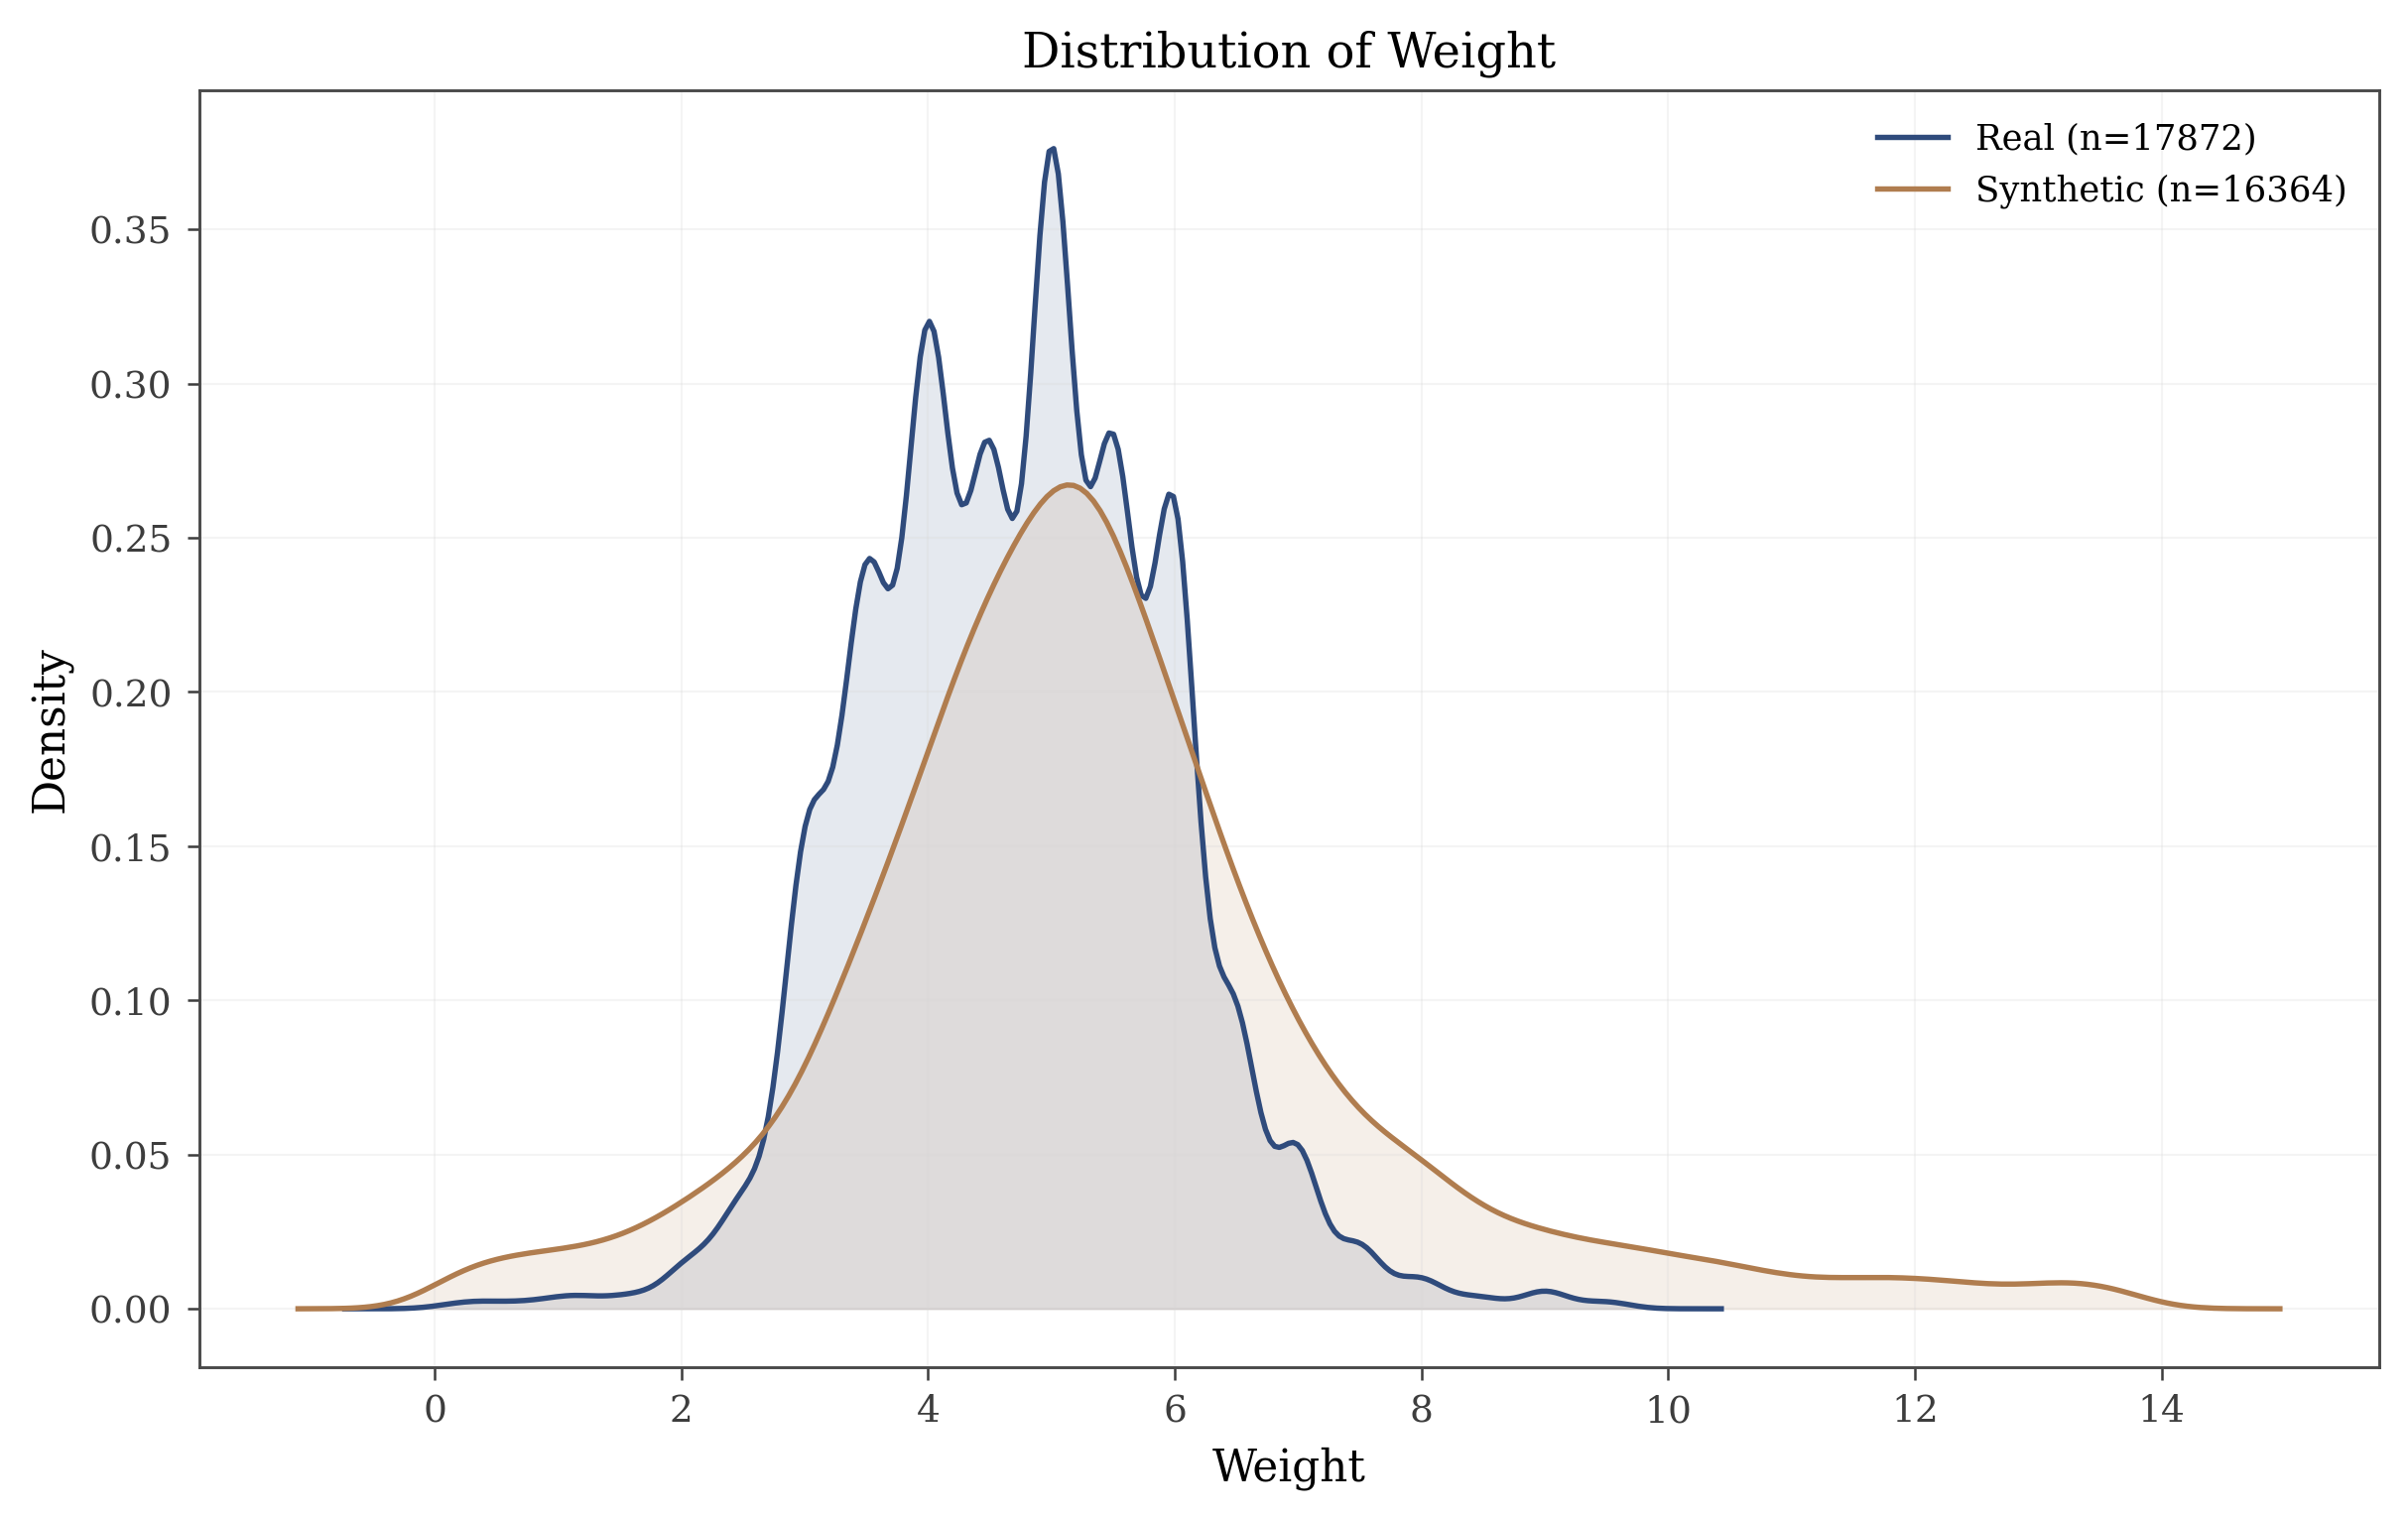 Distribution of Weight
Real (n=17872)
Synthetic (n=16364)
0.35
0.30
0.25
0.20
0.15
0.10
0.05
0.00
Density
0 2 4 6 8 10 12 14
Weight